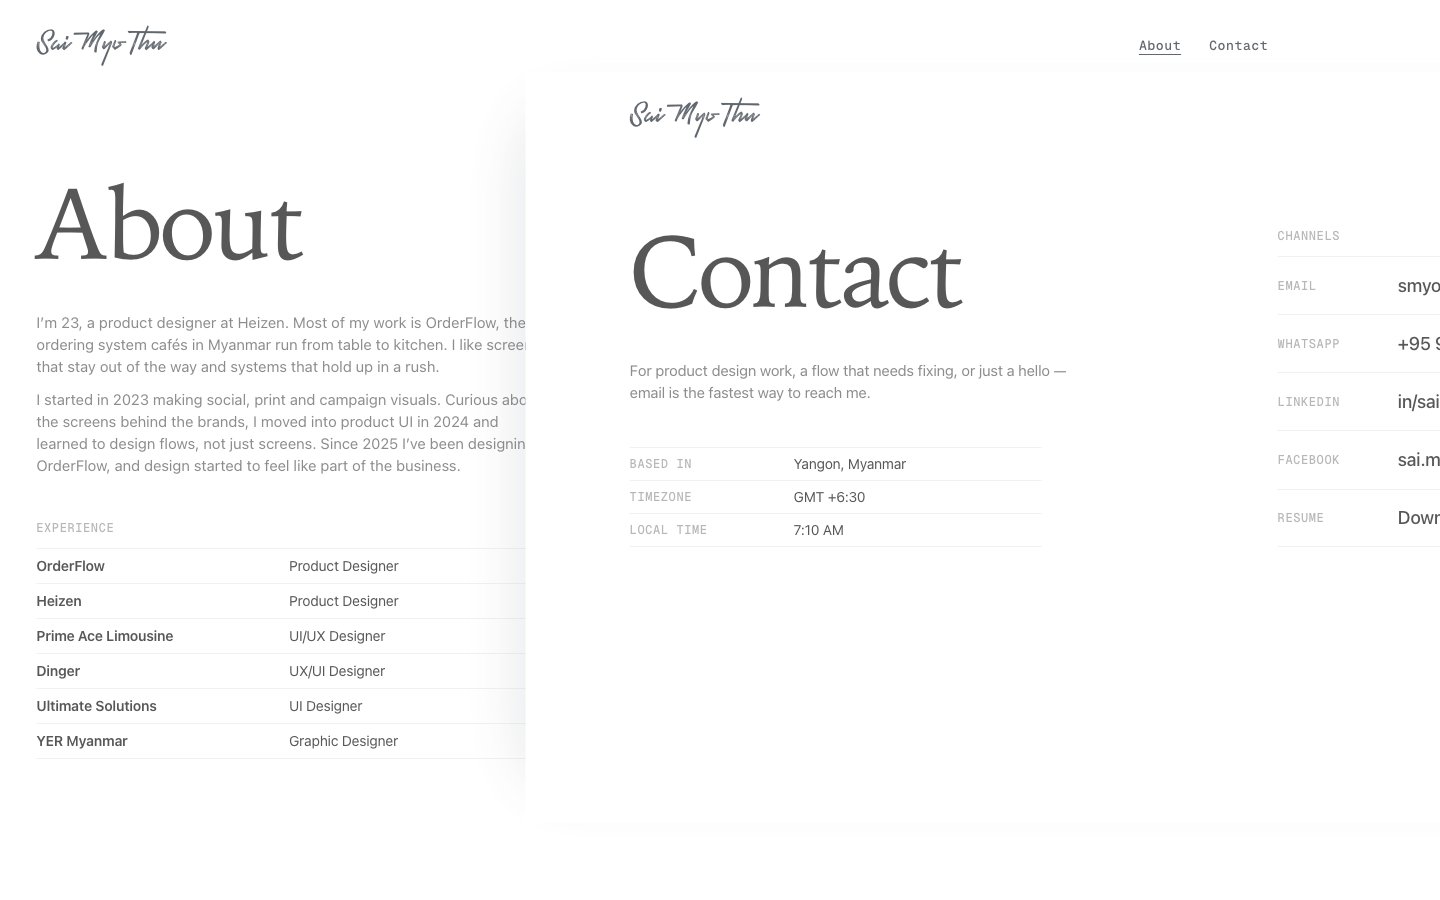 Sai Myo Thu
About Contact
About
I’m 23, a product designer at Heizen. Most of my work is OrderFlow, the
ordering system cafés in Myanmar run from table to kitchen. I like
that stay out of the way and systems that hold up in a rush.
I started in 2023 making social, print and campaign visuals. Curious
the screens behind the brands, I moved into product UI in 2024 and
learned to design flows, not just screens. Since 2025 I’ve been
OrderFlow, and design started to feel like part of the business.
EXPERIENCE
OrderFlow Product Designer
Heizen Product Designer
Prime Ace Limousine UI/UX Designer
Dinger UX/UI Designer
Ultimate Solutions UI Designer
YER Myanmar Graphic Designer
Sai Myo Thu
Contact
For product design work, a flow that needs fixing, or just a hello —
email is the fastest way to reach me.
BASED IN Yangon, Myanmar
TIMEZONE GMT +6:30
LOCAL TIME 7:10 AM
CHANNELS
EMAIL smyo
WHATSAPP +95 9
LINKEDIN in/sai
FACEBOOK sai.m
RESUME